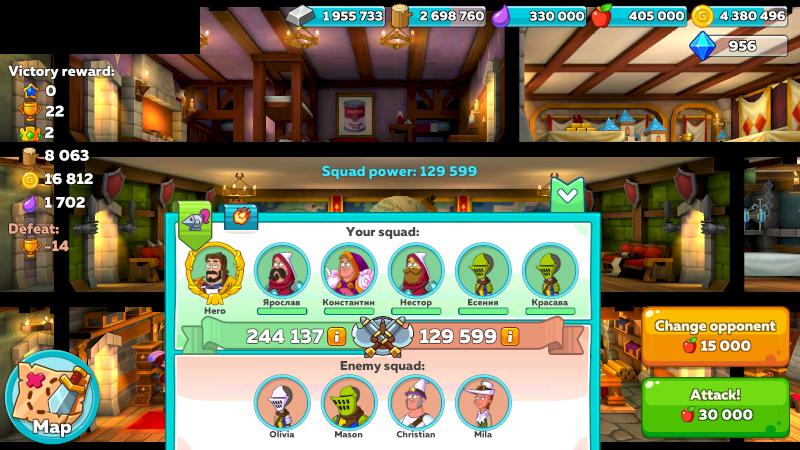 1 955 733
2 698 760
330 000
405 000
4 380 496
956
Victory reward:
0
22
2
8 063
16 812
1 702
Defeat:
-14
Squad power: 129 599
Your squad:
Hero
Ярослав
Константин
Нестор
Есения
Красава
244 137
129 599
Enemy squad:
Olivia
Mason
Christian
Mila
Change opponent
15 000
Attack!
30 000
Map